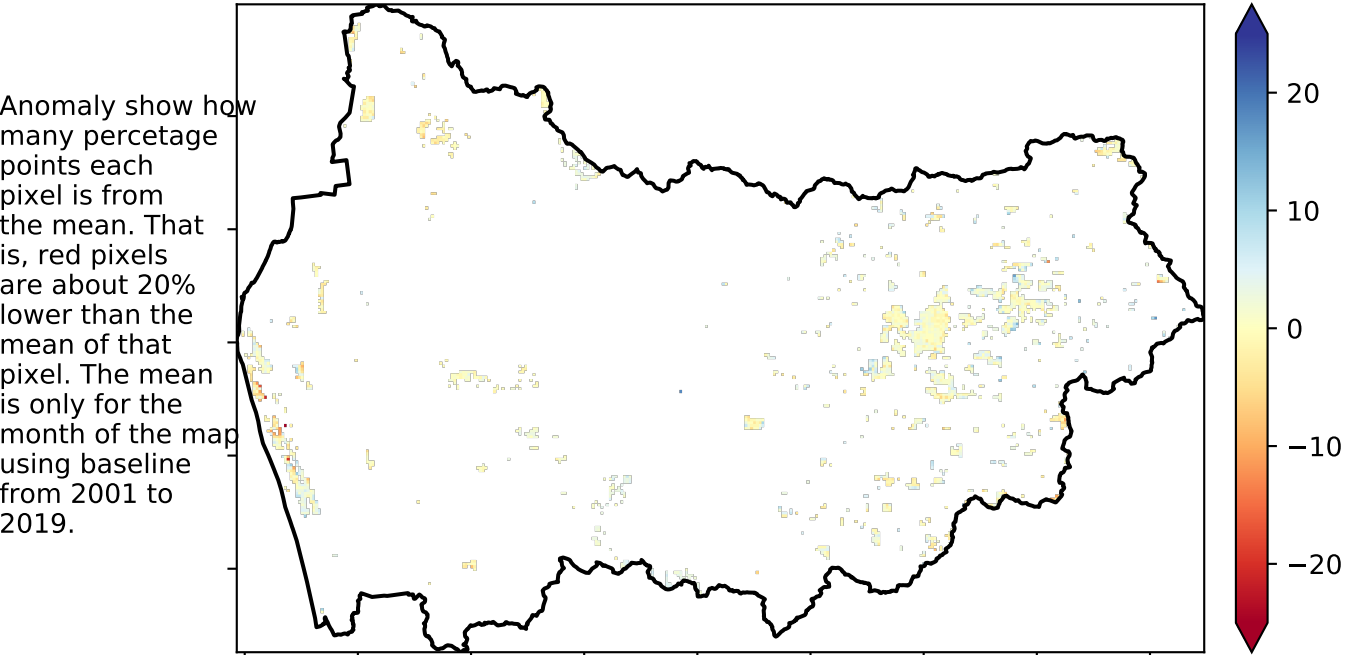 Anomaly show how
many percetage
points each
pixel is from
the mean. That
is, red pixels
are about 20%
lower than the
mean of that
pixel. The mean
is only for the
month of the map
using baseline
from 2001 to
2019.
20
10
0
−10
−20